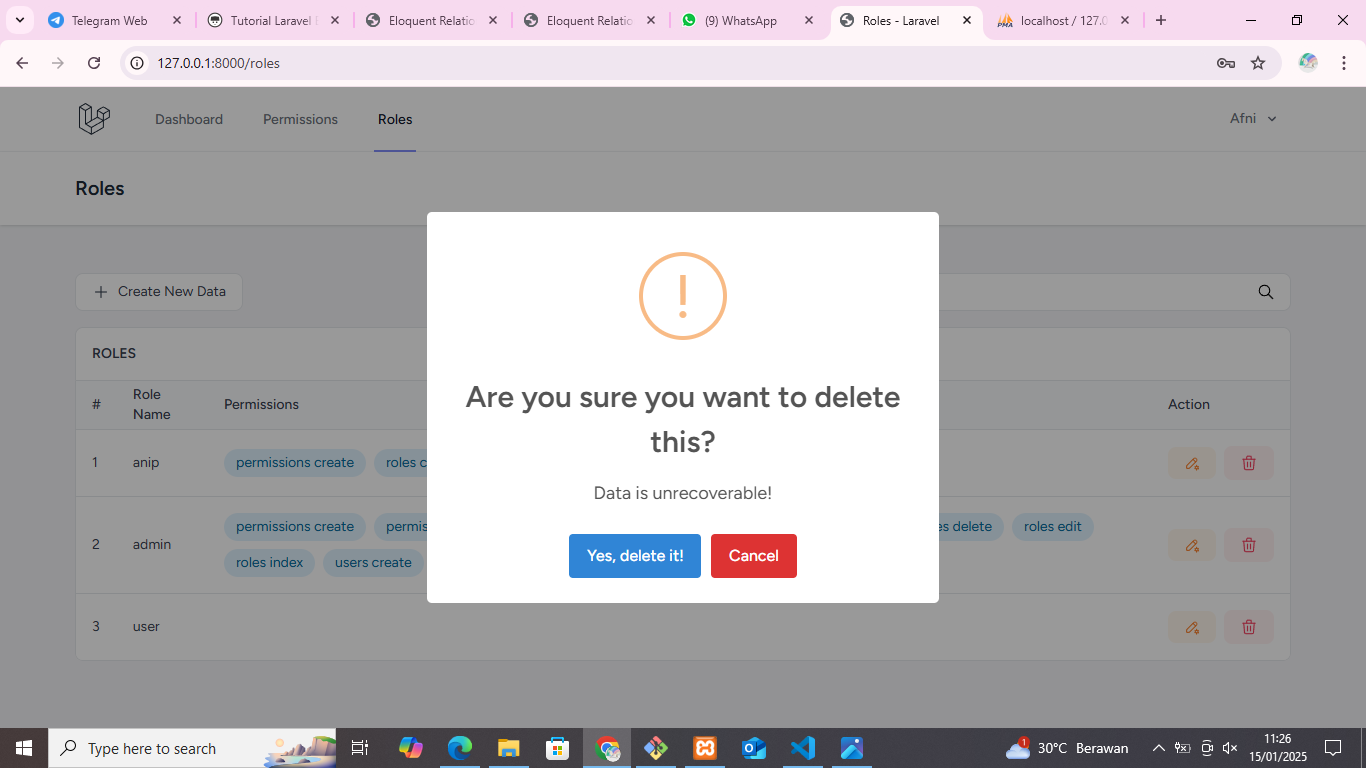 Telegram Web
Tutorial Laravel
Eloquent Relatio
Eloquent Relatio
(9) WhatsApp
Roles - Laravel
localhost / 127.0
127.0.0.1:8000/roles
Dashboard
Permissions
Roles
Afni
Roles
Create New Data
ROLES
#
Role
Name
Permissions
Action
1
anip
permissions create
roles c
2
admin
permissions create
permis
es delete
roles edit
roles index
users create
3
user
Are you sure you want to delete
this?
Data is unrecoverable!
Yes, delete it!
Cancel
Type here to search
1
30°C Berawan
11:26
15/01/2025